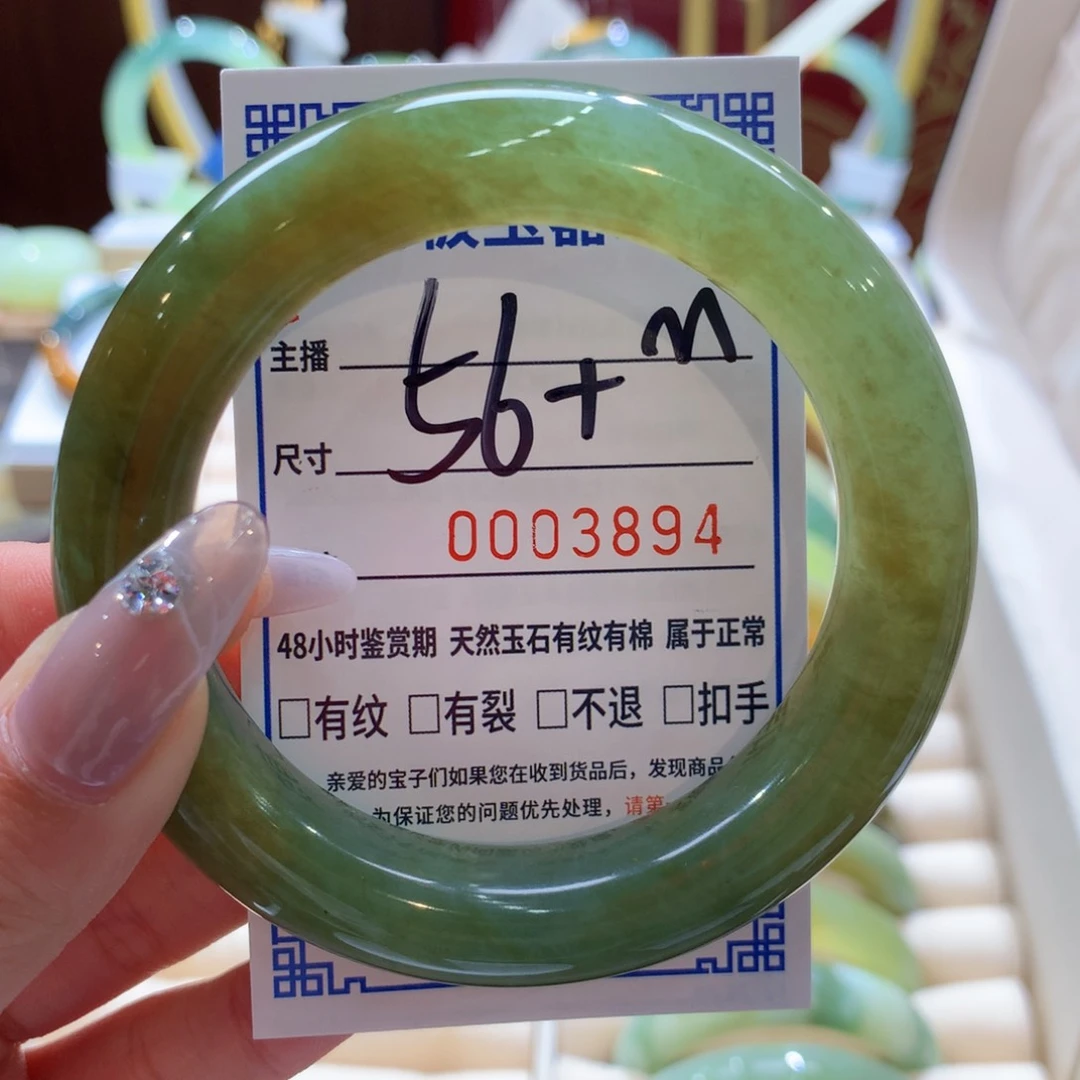 主播 m
尺寸 56+
0003894
48小时鉴赏期 天然玉石有纹有棉 属于正常
□有纹 □有裂 □不退 □扣手
亲爱的宝子们如果您在收到货品后，发现商品
为保证您的问题优先处理，请第